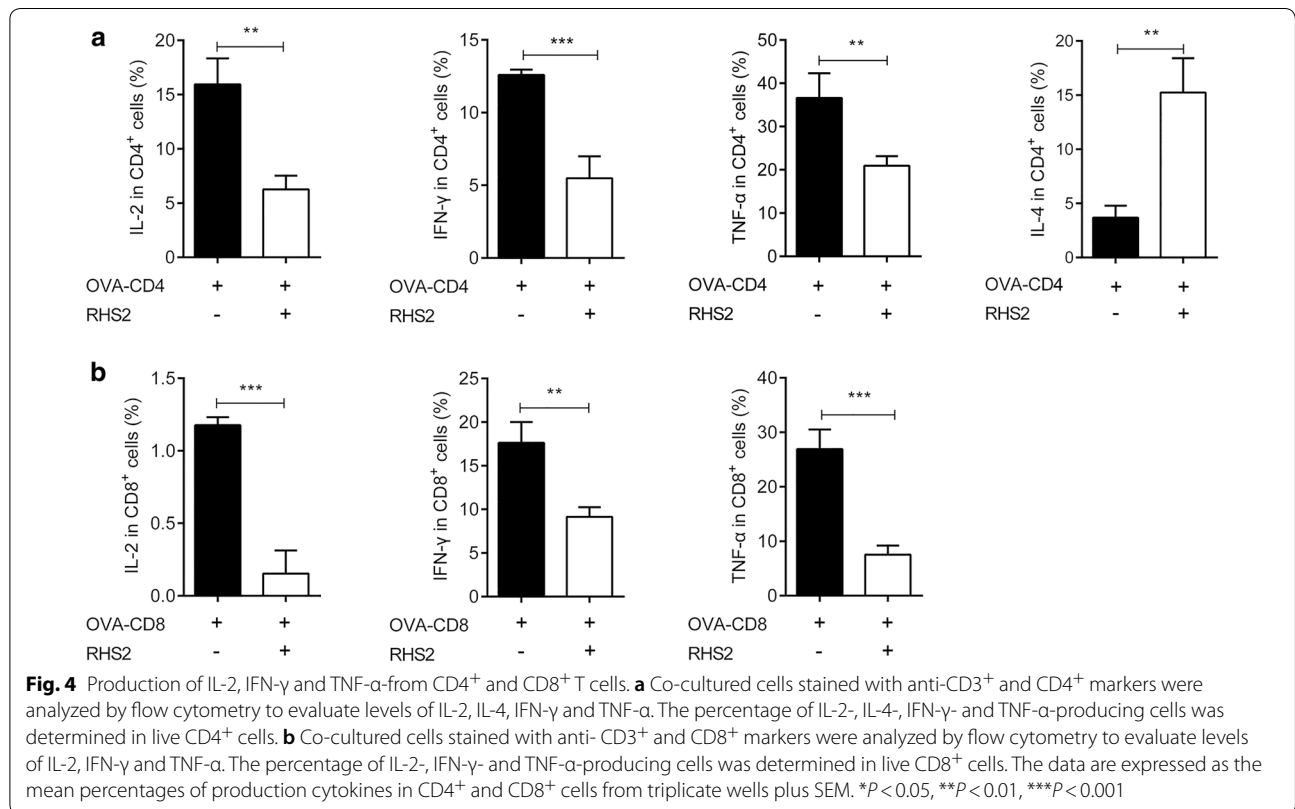 a
**
20
15
10
5
0
IL-2 in CD4⁺ cells (%)
OVA-CD4 + +
RHS2 - +
***
15
10
5
0
IFN-γ in CD4⁺ cells (%)
OVA-CD4 + +
RHS2 - +
**
50
40
30
20
10
0
TNF-α in CD4⁺ cells (%)
OVA-CD4 + +
RHS2 - +
**
20
15
10
5
0
IL-4 in CD4⁺ cells (%)
OVA-CD4 + +
RHS2 - +
b
***
1.5
1.0
0.5
0.0
IL-2 in CD8⁺ cells (%)
OVA-CD8 + +
RHS2 - +
**
25
20
15
10
5
0
IFN-γ in CD8⁺ cells (%)
OVA-CD8 + +
RHS2 - +
***
40
30
20
10
0
TNF-α in CD8⁺ cells (%)
OVA-CD8 + +
RHS2 - +
Fig. 4 Production of IL-2, IFN-γ and TNF-α-from CD4⁺ and CD8⁺ T cells. a Co-cultured cells stained with anti-CD3⁺ and CD4⁺ markers were
analyzed by flow cytometry to evaluate levels of IL-2, IL-4, IFN-γ and TNF-α. The percentage of IL-2-, IL-4-, IFN-γ- and TNF-α-producing cells was
determined in live CD4⁺ cells. b Co-cultured cells stained with anti- CD3⁺ and CD8⁺ markers were analyzed by flow cytometry to evaluate levels
of IL-2, IFN-γ and TNF-α. The percentage of IL-2-, IFN-γ- and TNF-α-producing cells was determined in live CD8⁺ cells. The data are expressed as the
mean percentages of production cytokines in CD4⁺ and CD8⁺ cells from triplicate wells plus SEM. *P < 0.05, **P < 0.01, ***P < 0.001